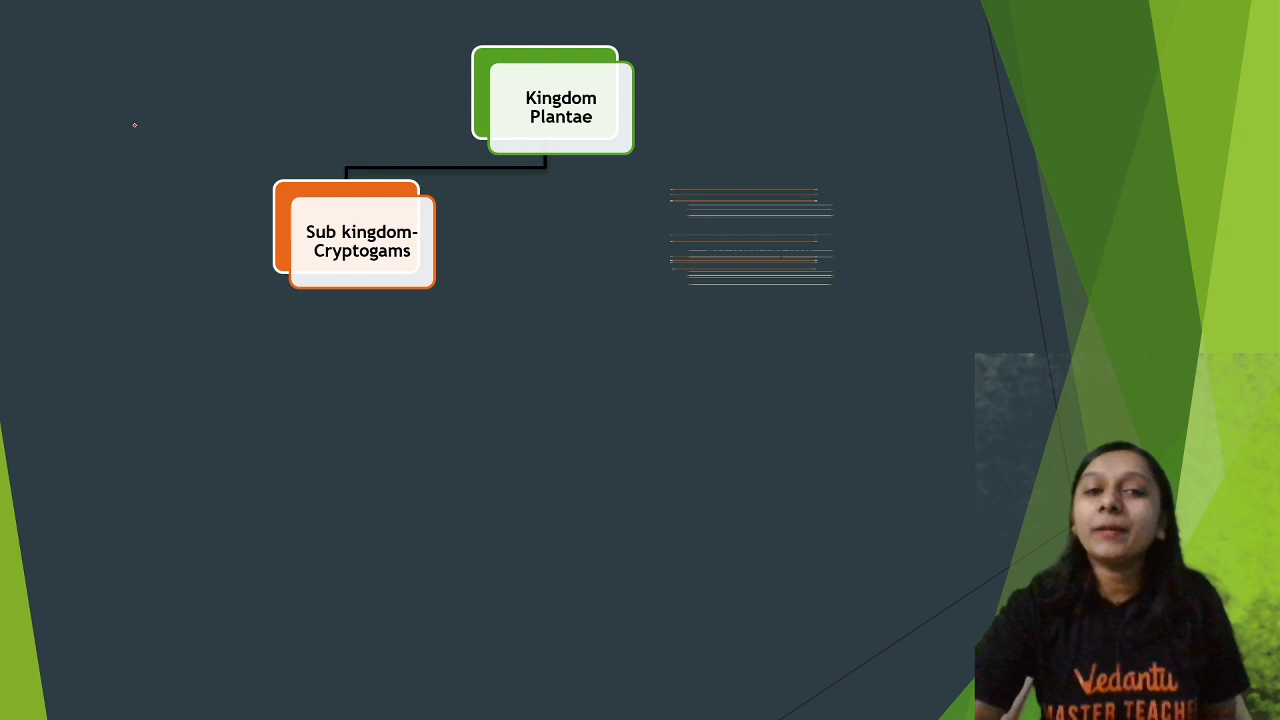 Kingdom
Plantae
Sub kingdom-
Cryptogams
Vedantu
MASTER TEACHE